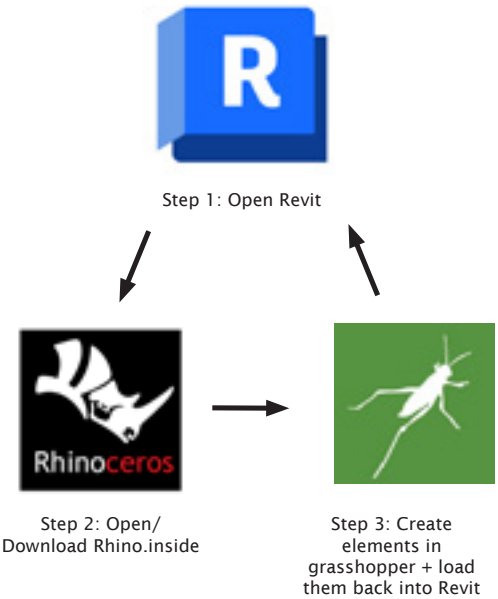 R
Step 1: Open Revit
Rhinoceros
Step 2: Open/
Download Rhino.inside
Step 3: Create
elements in
grasshopper + load
them back into Revit